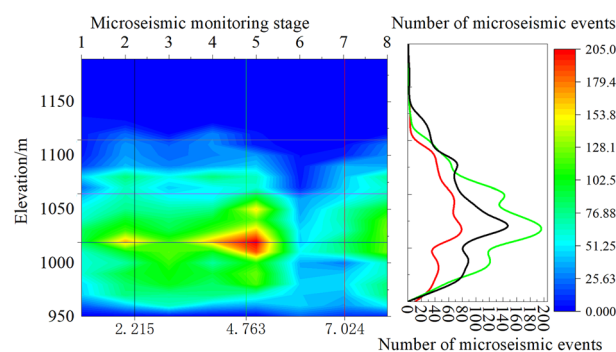 Microseismic monitoring stage
Number of microseismic events
1 2 3 4 5 6 7 8
Elevation/m
1150
1100
1050
1000
950
2.215 4.763 7.024
0 20 40 60 80 100 120 140 160 180 200
205.0
179.4
153.8
128.1
102.5
76.88
51.25
25.63
0.000
Number of microseismic events